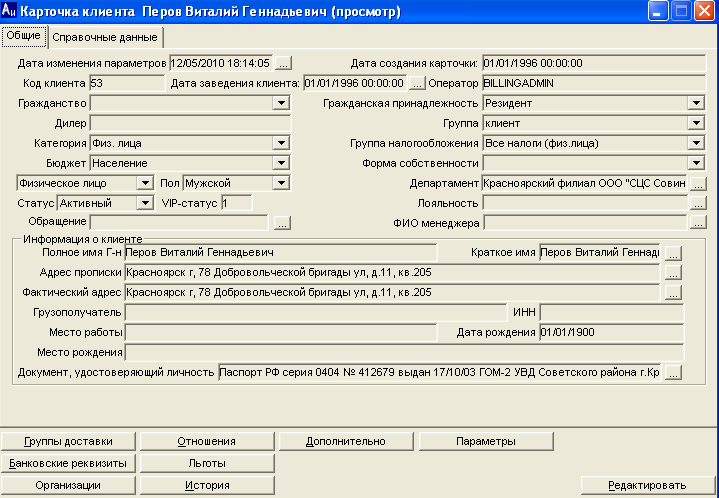 Карточка клиента Перов Виталий Геннадьевич (просмотр)
Общие Справочные данные
Дата изменения параметров 12/05/2010 18:14:05 ... Дата создания карточки: 01/01/1996 00:00:00
Код клиента 53 Дата заведения клиента: 01/01/1996 00:00:00 ... Оператор BILLINGADMIN
Гражданство Гражданская принадлежность Резидент
Дилер Группа клиент
Категория Физ. лица Группа налогообложения Все налоги (физ.лица)
Бюджет Население Форма собственности
Физическое лицо Пол Мужской Департамент Красноярский филиал ООО "СЦС Совин ...
Статус Активный VIP-статус 1 Лояльность ...
Обращение ... ФИО менеджера ...
Информация о клиенте
Полное имя Г-н Перов Виталий Геннадьевич Краткое имя Перов Виталий Геннад ...
Адрес прописки Красноярск г, 78 Добровольческой бригады ул, д.11, кв.205 ...
Фактический адрес Красноярск г, 78 Добровольческой бригады ул, д.11, кв.205 ...
Грузополучатель ИНН
Место работы Дата рождения 01/01/1900
Место рождения
Документ, удостоверяющий личность Паспорт РФ серия 0404 № 412679 выдан 17/10/03 ГОМ-2 УВД Советского района г.Кр ...
Группы доставки Отношения Дополнительно Параметры
Банковские реквизиты Льготы
Организации История Редактировать